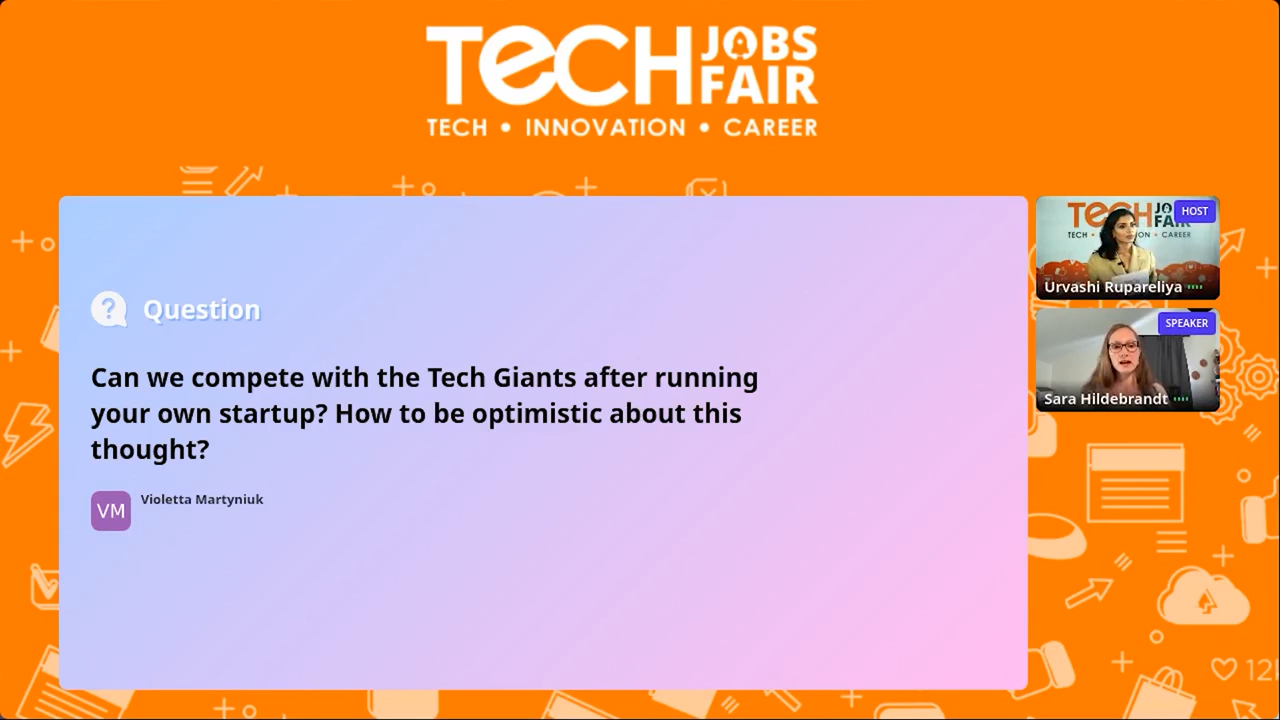 TeCH JOBS
FAIR
TECH • INNOVATION • CAREER
HOST
Urvashi Rupareliya
SPEAKER
Sara Hildebrandt
? Question
Can we compete with the Tech Giants after running
your own startup? How to be optimistic about this
thought?
VM Violetta Martyniuk